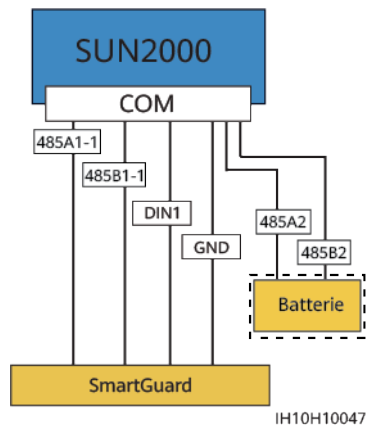 SUN2000
COM
485A1-1
485B1-1
DIN1
GND
485A2
485B2
Batterie
SmartGuard
IH10H10047